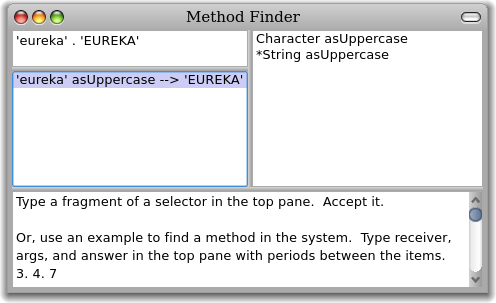 Method Finder
'eureka' . 'EUREKA'
'eureka' asUppercase --> 'EUREKA'
Character asUppercase
*String asUppercase
Type a fragment of a selector in the top pane.  Accept it.
Or, use an example to find a method in the system.  Type receiver,
args, and answer in the top pane with periods between the items.
3. 4. 7